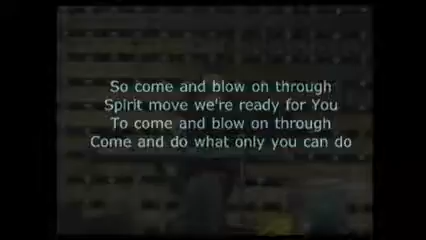 So come and blow on through
Spirit move we're ready for You
To come and blow on through
Come and do what only you can do